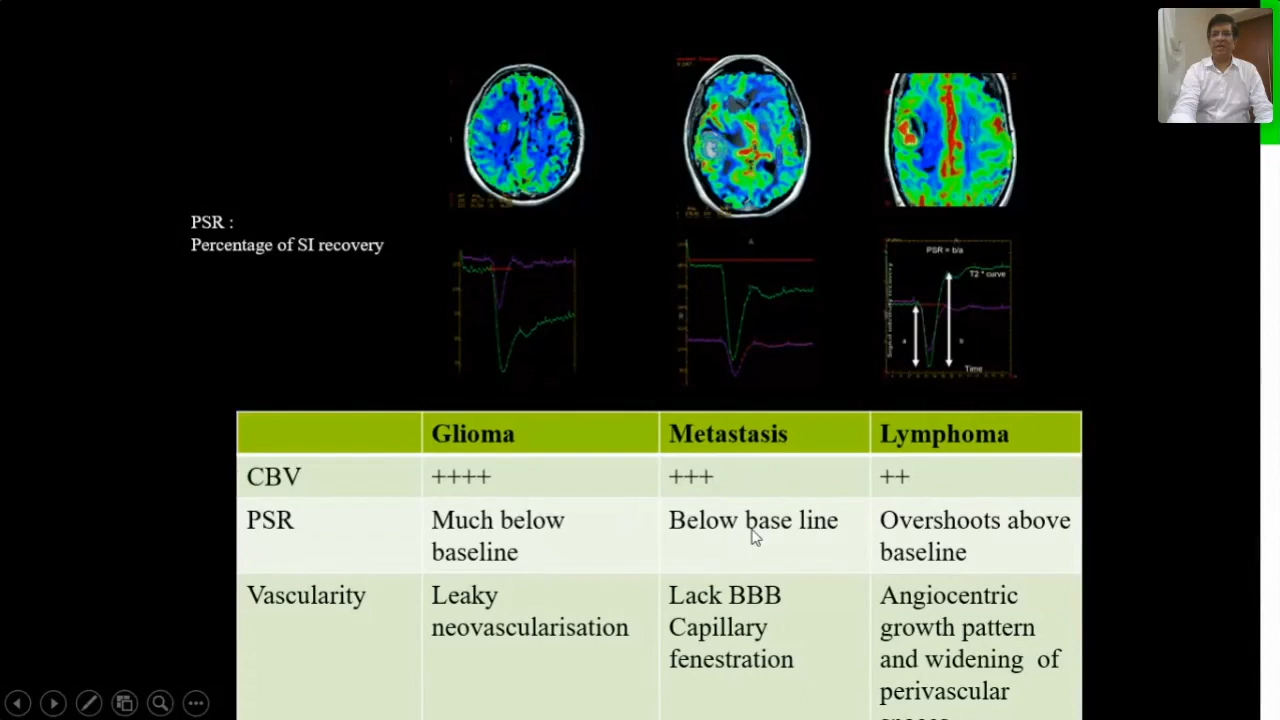 PSR :
Percentage of SI recovery
PSR = b/a
T2 * curve
a
b
Time
Glioma Metastasis Lymphoma
CBV ++++ +++ ++
PSR Much below baseline Below base line Overshoots above baseline
Vascularity Leaky neovascularisation Lack BBB Capillary fenestration Angiocentric growth pattern and widening of perivascular